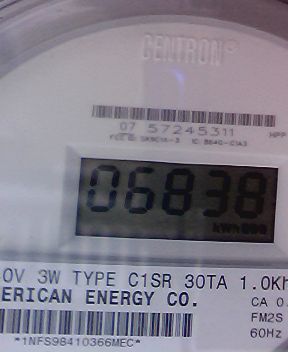 CENTRON®
07 57245311
06838
0V 3W TYPE C1SR 30TA 1.0Kh
ERICAN ENERGY CO.
CA 0.
FM2S
60Hz
*1NFS98410366MEC*